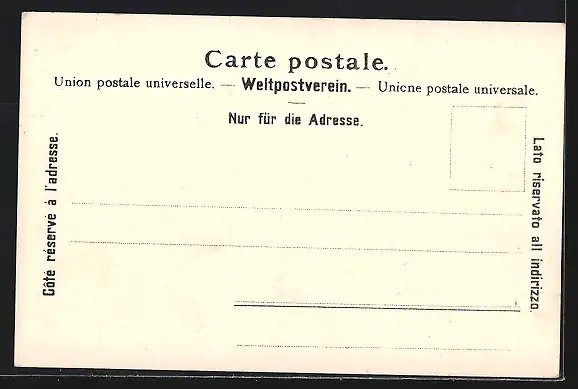 Carte postale.
Union postale universelle. — Weltpostverein. — Unione postale universale.
Nur für die Adresse.
Côté réservé à l'adresse.
Lato riservato all indirizzo.